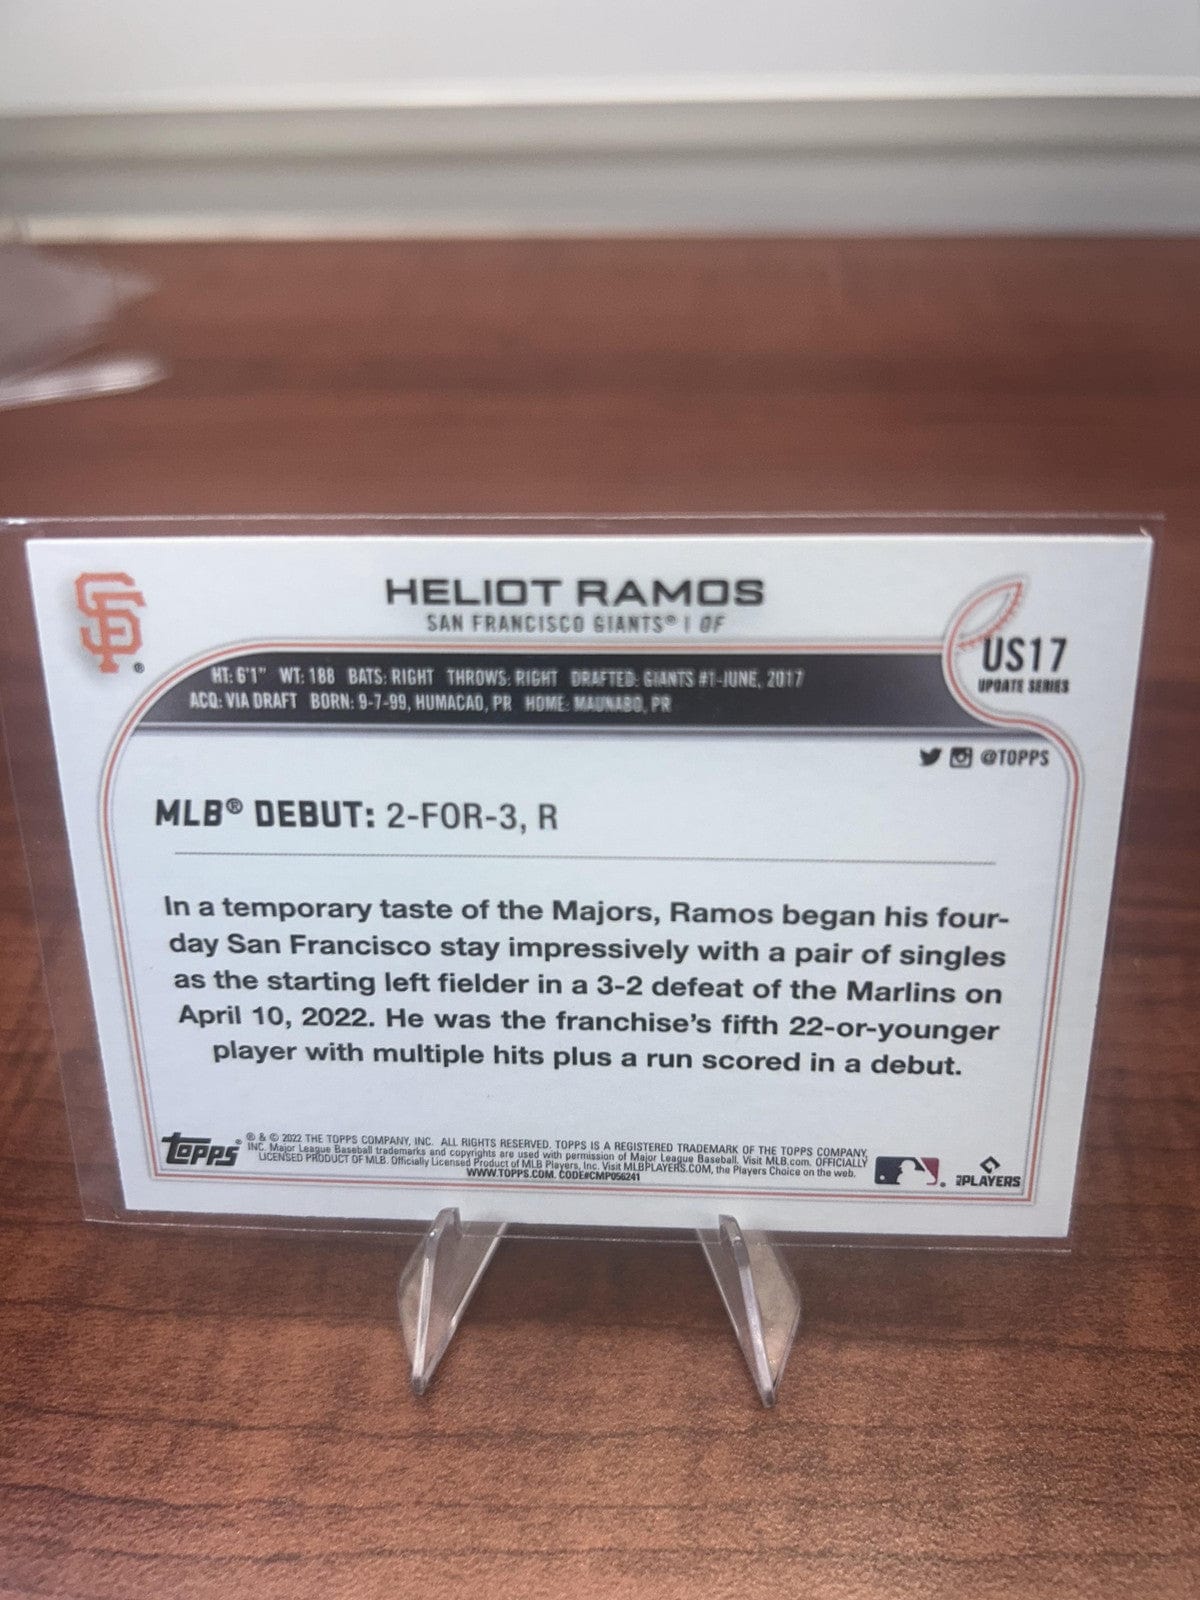 SF®
HELIOT RAMOS
SAN FRANCISCO GIANTS® | OF
US17
UPDATE SERIES
HT: 6'1" WT: 188 BATS: RIGHT THROWS: RIGHT DRAFTED: GIANTS #1-JUNE, 2017
ACQ: VIA DRAFT BORN: 9-7-99, HUMACAO, PR HOME: MAUNABO, PR
@TOPPS
MLB® DEBUT: 2-FOR-3, R
In a temporary taste of the Majors, Ramos began his four-
day San Francisco stay impressively with a pair of singles
as the starting left fielder in a 3-2 defeat of the Marlins on
April 10, 2022. He was the franchise's fifth 22-or-younger
player with multiple hits plus a run scored in a debut.
Topps®
® & © 2022 THE TOPPS COMPANY, INC. ALL RIGHTS RESERVED. TOPPS IS A REGISTERED TRADEMARK OF THE TOPPS COMPANY,
INC. Major League Baseball trademarks and copyrights are used with permission of Major League Baseball. Visit MLB.com. OFFICIALLY
LICENSED PRODUCT OF MLB. Officially Licensed Product of MLB Players, Inc. Visit MLBPLAYERS.COM, the Players Choice on the web.
WWW.TOPPS.COM. CODE#CMP056241
MLB PLAYERS